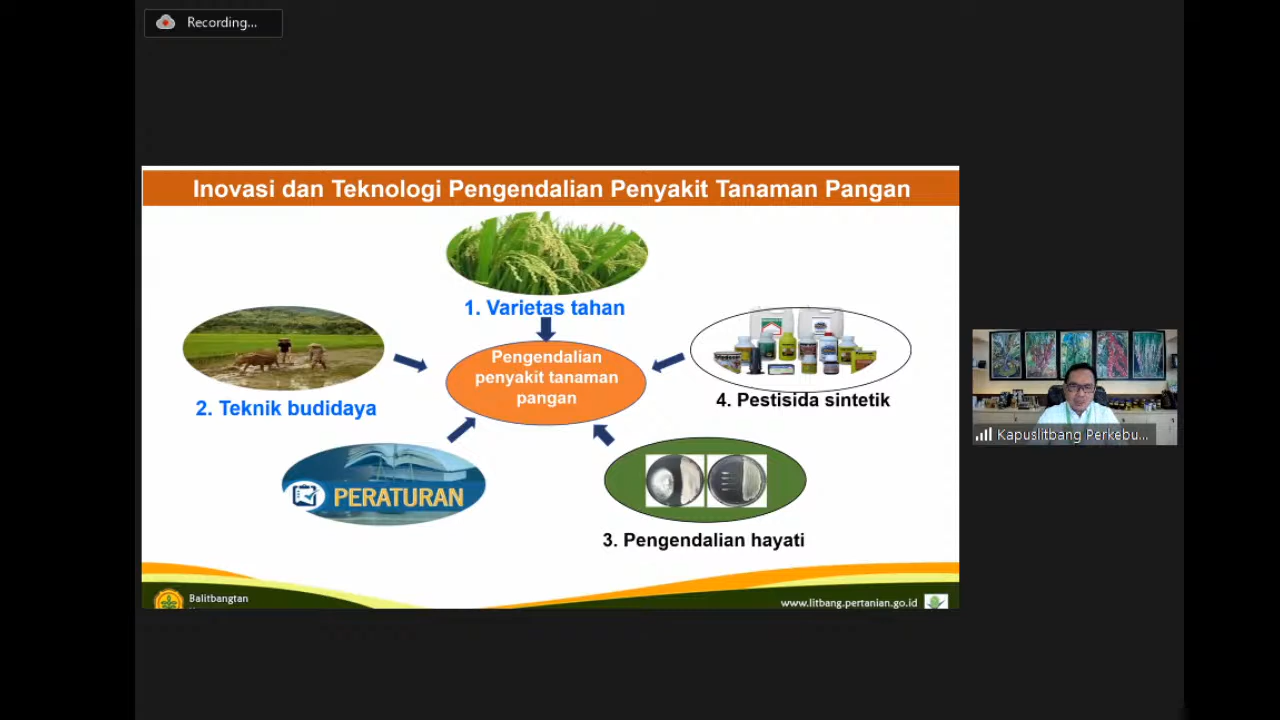 Recording...
Inovasi dan Teknologi Pengendalian Penyakit Tanaman Pangan
1. Varietas tahan
Pengendalian
penyakit tanaman
pangan
2. Teknik budidaya
4. Pestisida sintetik
PERATURAN
3. Pengendalian hayati
Kapuslitbang Perkebu...
Balitbangtan
www.litbang.pertanian.go.id